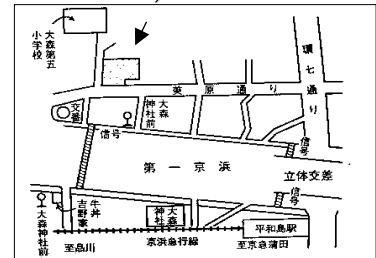 大森第五
小学校
環七通り
美原通り
交番
大森
神社前
信号
信号
第一京浜
立体交差
信号
牛丼
吉野家
大森神社前
大森
神社
平和島駅
至品川
京浜急行線
至京急蒲田